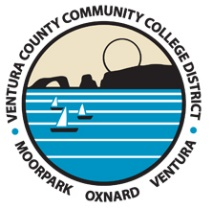 • VENTURA COUNTY COMMUNITY COLLEGE DISTRICT •
MOORPARK OXNARD VENTURA